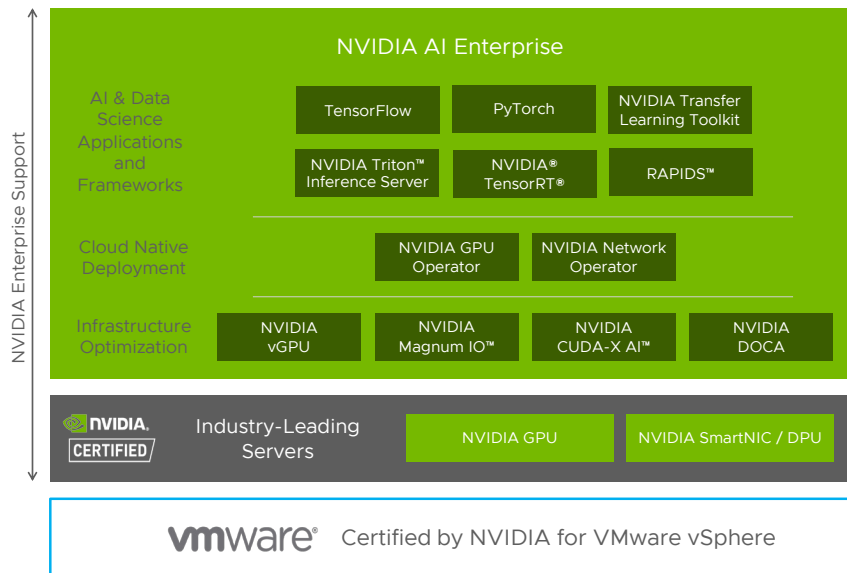 NVIDIA Enterprise Support
NVIDIA AI Enterprise
AI & Data
Science
Applications
and
Frameworks
TensorFlow
PyTorch
NVIDIA Transfer
Learning Toolkit
NVIDIA Triton™
Inference Server
NVIDIA®
TensorRT®
RAPIDS™
Cloud Native
Deployment
NVIDIA GPU
Operator
NVIDIA Network
Operator
Infrastructure
Optimization
NVIDIA
vGPU
NVIDIA
Magnum IO™
NVIDIA
CUDA-X AI™
NVIDIA
DOCA
NVIDIA.
CERTIFIED
Industry-Leading
Servers
NVIDIA GPU
NVIDIA SmartNIC / DPU
vmware® Certified by NVIDIA for VMware vSphere